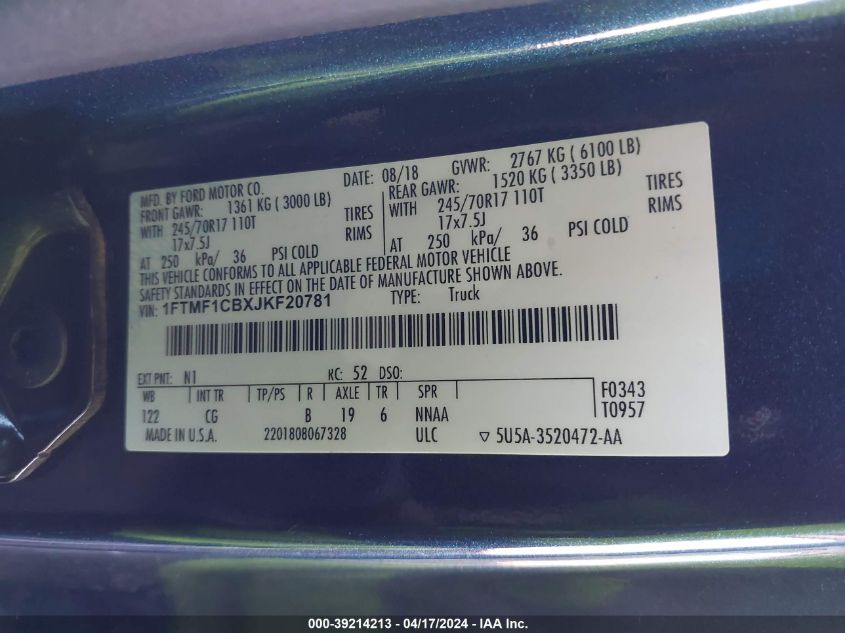 MFD. BY FORD MOTOR CO. DATE: 08/18 GVWR: 2767 KG ( 6100 LB)
FRONT GAWR: 1361 KG ( 3000 LB) REAR GAWR: 1520 KG ( 3350 LB)
WITH 245/70R17 110T TIRES WITH 245/70R17 110T TIRES
17x7.5J RIMS 17x7.5J RIMS
AT 250 kPa/ 36 PSI COLD AT 250 kPa/ 36 PSI COLD
THIS VEHICLE CONFORMS TO ALL APPLICABLE FEDERAL MOTOR VEHICLE
SAFETY STANDARDS IN EFFECT ON THE DATE OF MANUFACTURE SHOWN ABOVE.
VIN: 1FTMF1CBXJKF20781 TYPE: Truck
EXT PNT: N1 RC: 52 DSO:
WB INT TR TP/PS R AXLE TR SPR F0343
122 CG B 19 6 NNAA T0957
MADE IN U.S.A. 2201808067328 ULC ▽ 5U5A-3520472-AA
000-39214213 - 04/17/2024 - IAA Inc.